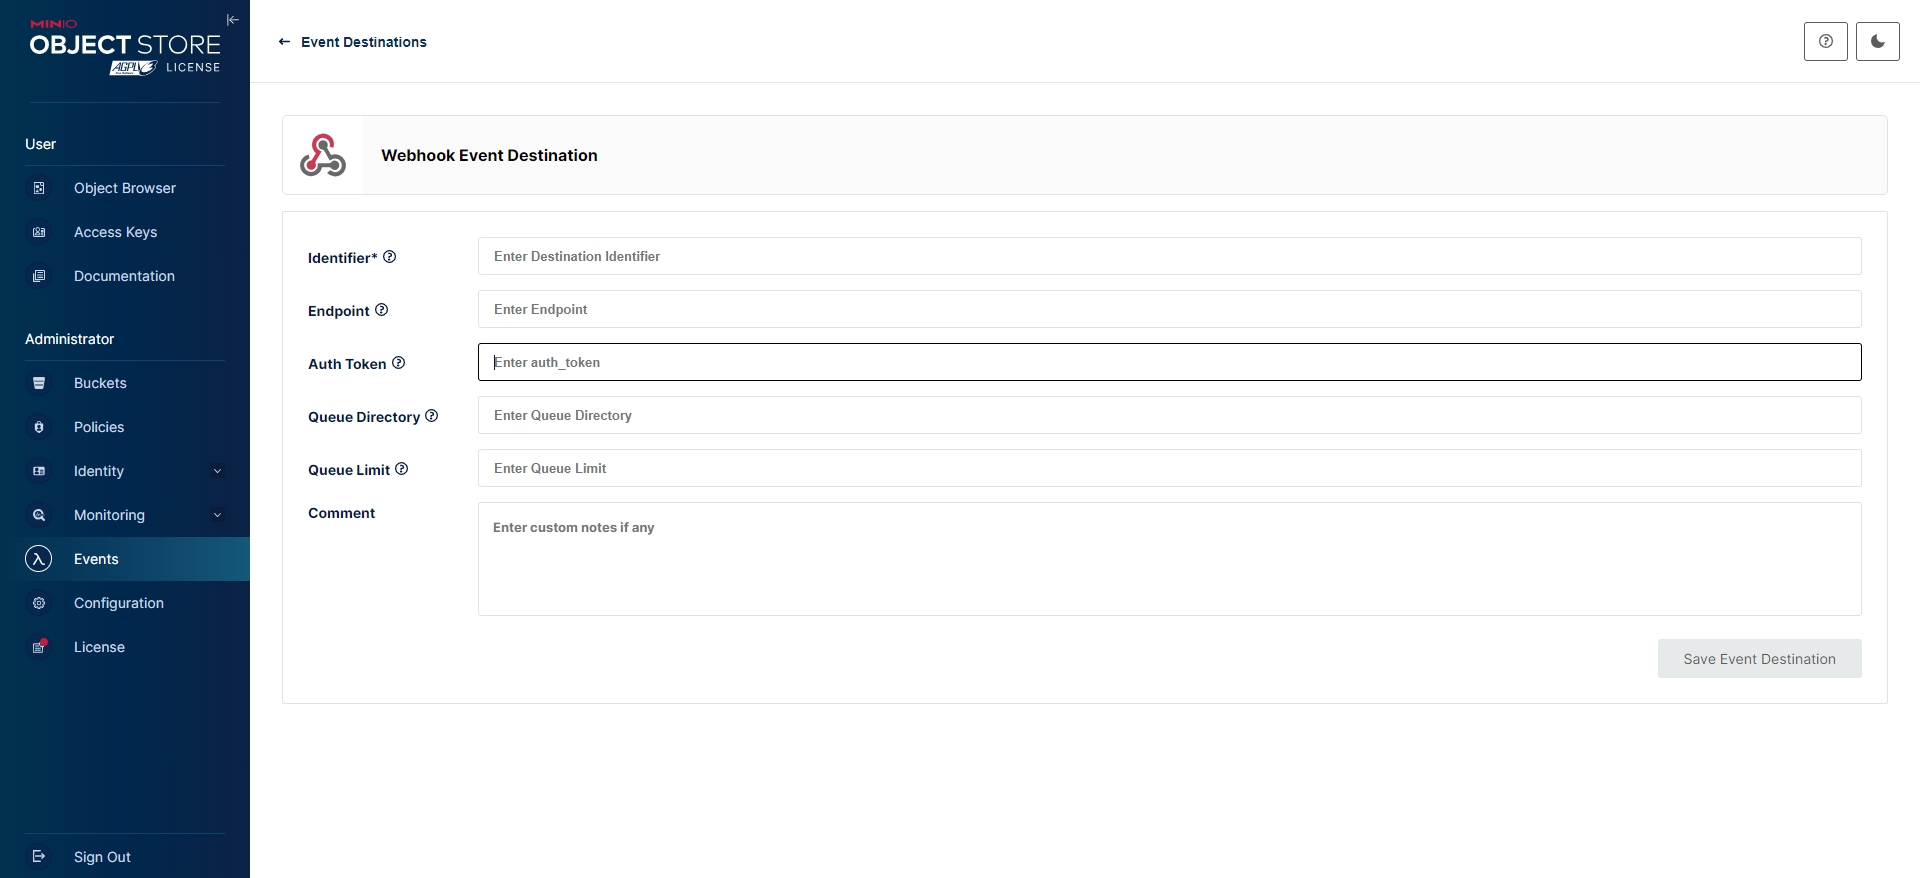 MINIO
OBJECT STORE
AGPLv3 LICENSE
User
Object Browser
Access Keys
Documentation
Administrator
Buckets
Policies
Identity
Monitoring
λ Events
Configuration
License
Sign Out
← Event Destinations
Webhook Event Destination
Identifier* Enter Destination Identifier
Endpoint Enter Endpoint
Auth Token Enter auth_token
Queue Directory Enter Queue Directory
Queue Limit Enter Queue Limit
Comment
Enter custom notes if any
Save Event Destination